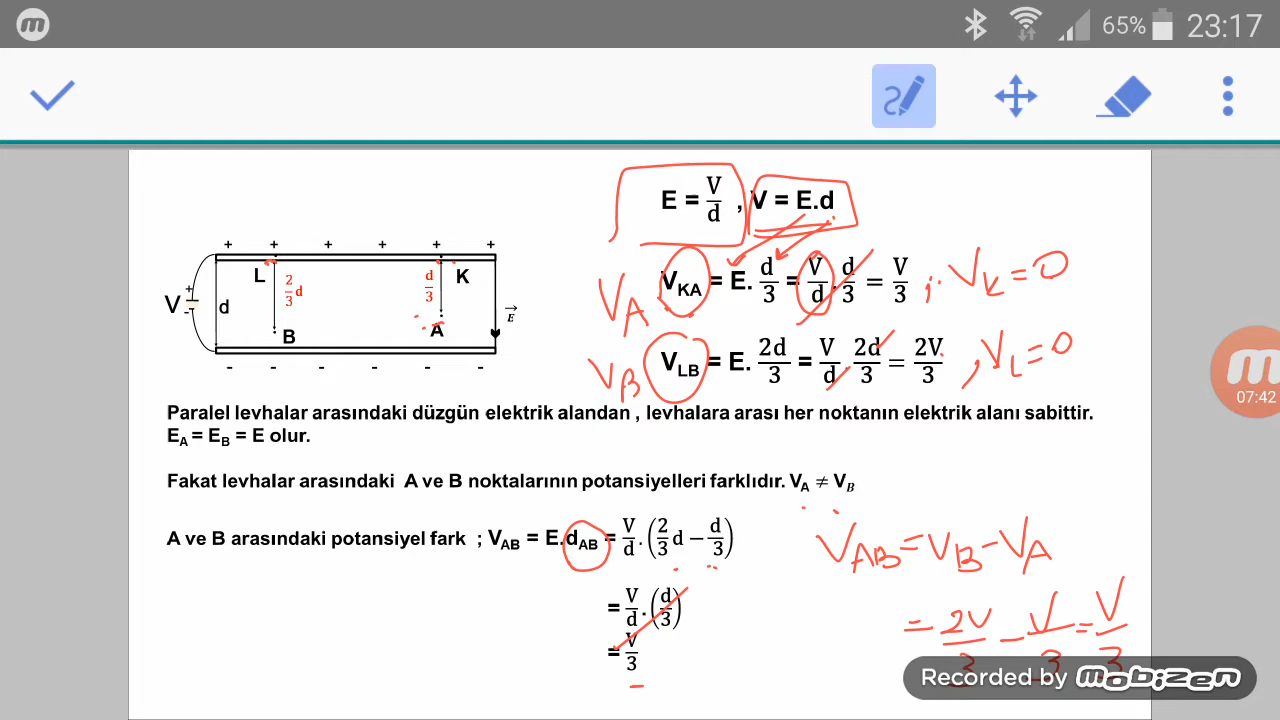 65% 23:17
E = V/d , V = E.d
+ + + + + +
L 2/3 d d/3 K
V + - d E
B A
- - - - - -
V_A V_KA = E. d/3 = V/d . d/3 = V/3 ; V_K = 0
V_B V_LB = E. 2d/3 = V/d . 2d/3 = 2V/3 , V_L = 0
Paralel levhalar arasındaki düzgün elektrik alandan , levhalara arası her noktanın elektrik alanı sabittir.
E_A = E_B = E olur.
Fakat levhalar arasındaki A ve B noktalarının potansiyelleri farklıdır. V_A ≠ V_B
A ve B arasındaki potansiyel fark ; V_AB = E.d_AB = V/d . (2/3 d − d/3)
V_AB = V_B − V_A
= V/d . (d/3)
= 2V/3 − V/3 = V/3
= V/3
Recorded by mobizen
07:42